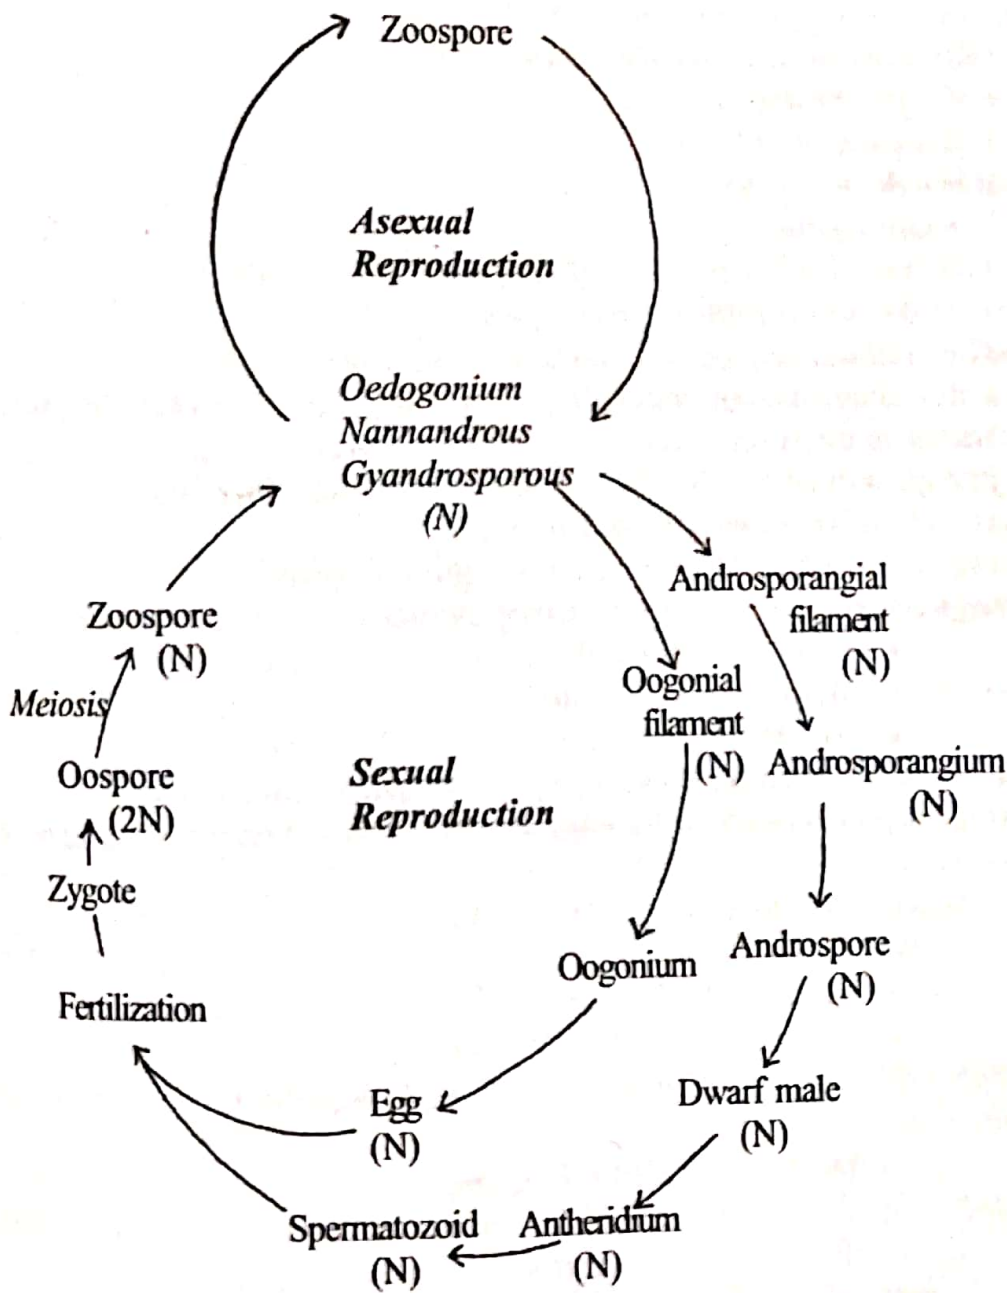 Zoospore
Asexual
Reproduction
Oedogonium
Nannandrous
Gyandrosporous
(N)
Androsporangial
filament
(N)
Zoospore
(N)
Oogonial
filament
(N)
Meiosis
Androsporangium
(N)
Oospore
(2N)
Sexual
Reproduction
Zygote
Androspore
(N)
Oogonium
Fertilization
Dwarf male
(N)
Egg
(N)
Antheridium
(N)
Spermatozoid
(N)